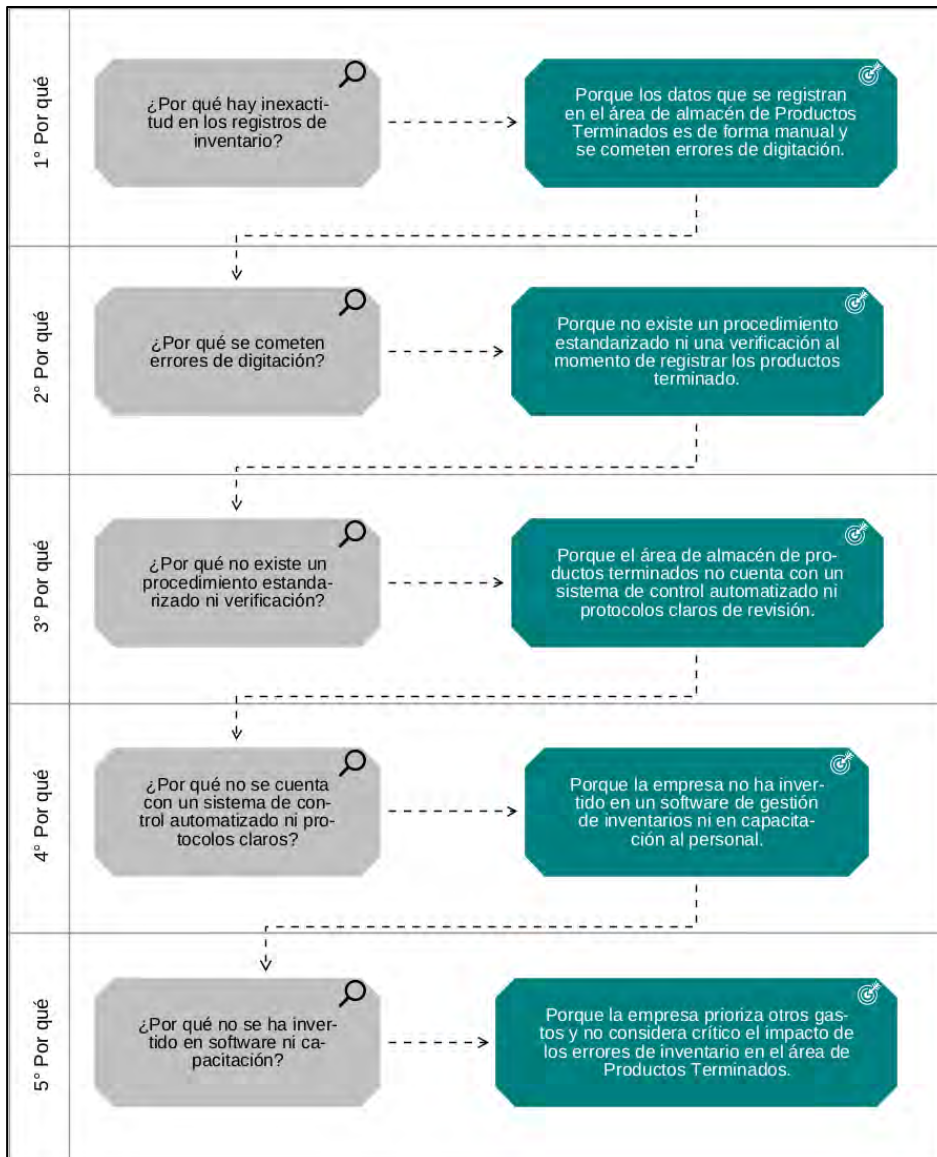 1° Por qué
¿Por qué hay inexacti-
tud en los registros de
inventario?
Porque los datos que se registran
en el área de almacén de Productos
Terminados es de forma manual y
se cometen errores de digitación.
2° Por qué
¿Por qué se cometen
errores de digitación?
Porque no existe un procedimiento
estandarizado ni una verificación al
momento de registrar los productos
terminado.
3° Por qué
¿Por qué no existe un
procedimiento estanda-
rizado ni verificación?
Porque el área de almacén de pro-
ductos terminados no cuenta con un
sistema de control automatizado ni
protocolos claros de revisión.
4° Por qué
¿Por qué no se cuenta
con un sistema de con-
trol automatizado ni pro-
tocolos claros?
Porque la empresa no ha inver-
tido en un software de gestión
de inventarios ni en capacita-
ción al personal.
5° Por qué
¿Por qué no se ha inver-
tido en software ni ca-
pacitación?
Porque la empresa prioriza otros gas-
tos y no considera crítico el impacto de
los errores de inventario en el área de
Productos Terminados.